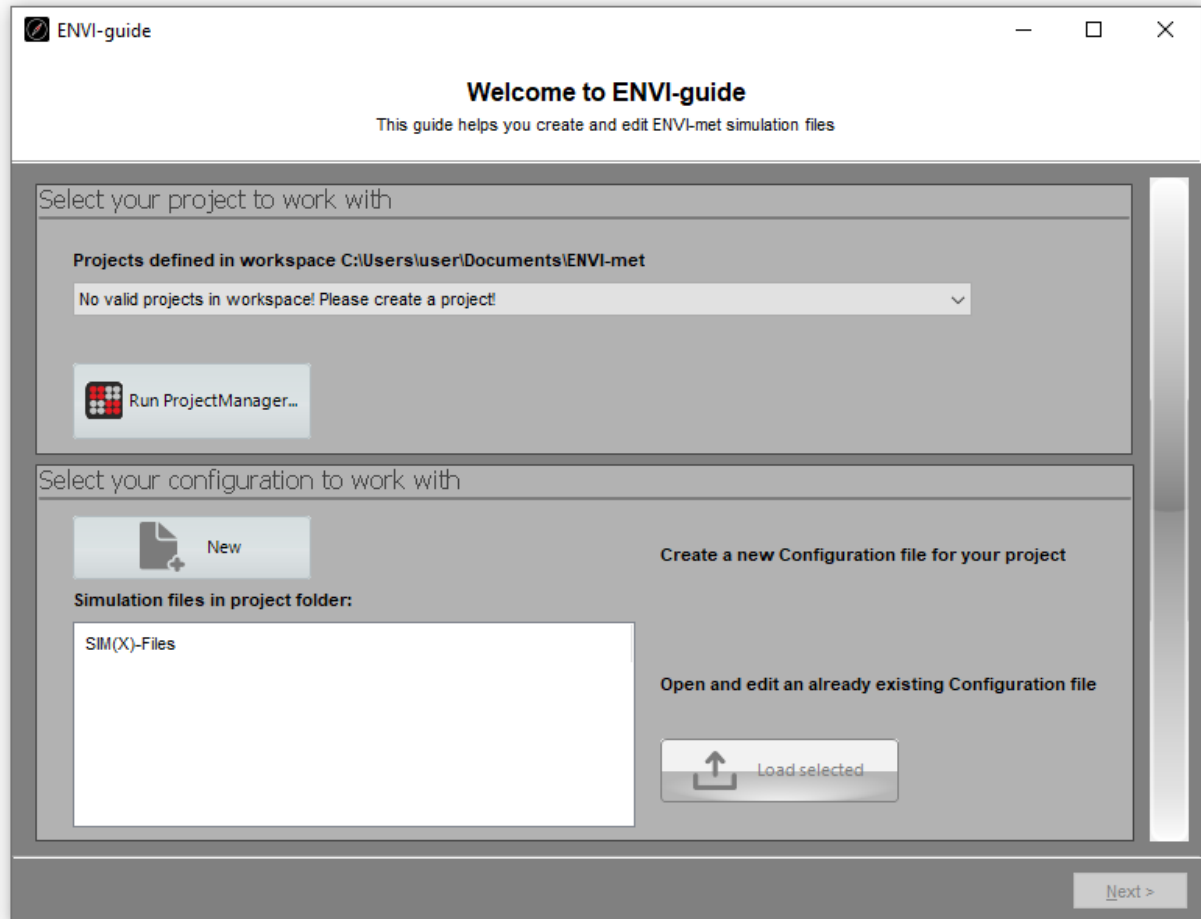 ENVI-guide
Welcome to ENVI-guide
This guide helps you create and edit ENVI-met simulation files
Select your project to work with
Projects defined in workspace C:\Users\user\Documents\ENVI-met
No valid projects in workspace! Please create a project!
Run ProjectManager...
Select your configuration to work with
New
Create a new Configuration file for your project
Simulation files in project folder:
SIM(X)-Files
Open and edit an already existing Configuration file
Load selected
Next >